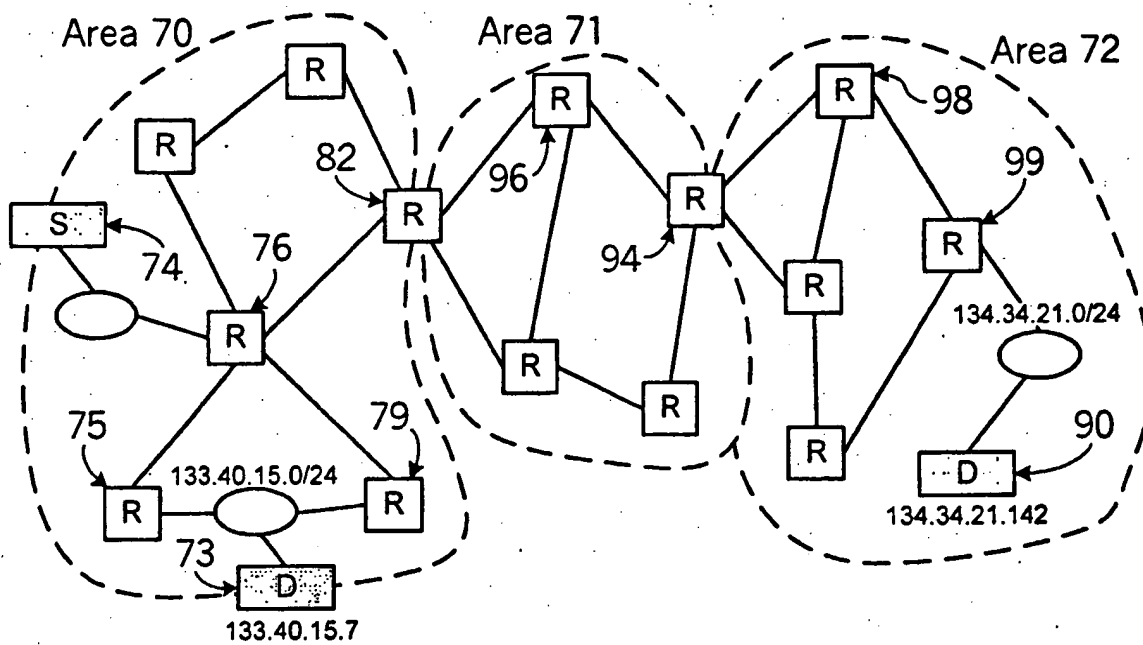 Area 70
Area 71
Area 72
R
R
R
98
R
82
96
99
R
R
S
94
R
74
76
R
R
134.34.21.0/24
R
R
75
79
90
133.40.15.0/24
R
D
R
R
134.34.21.142
73
D
133.40.15.7